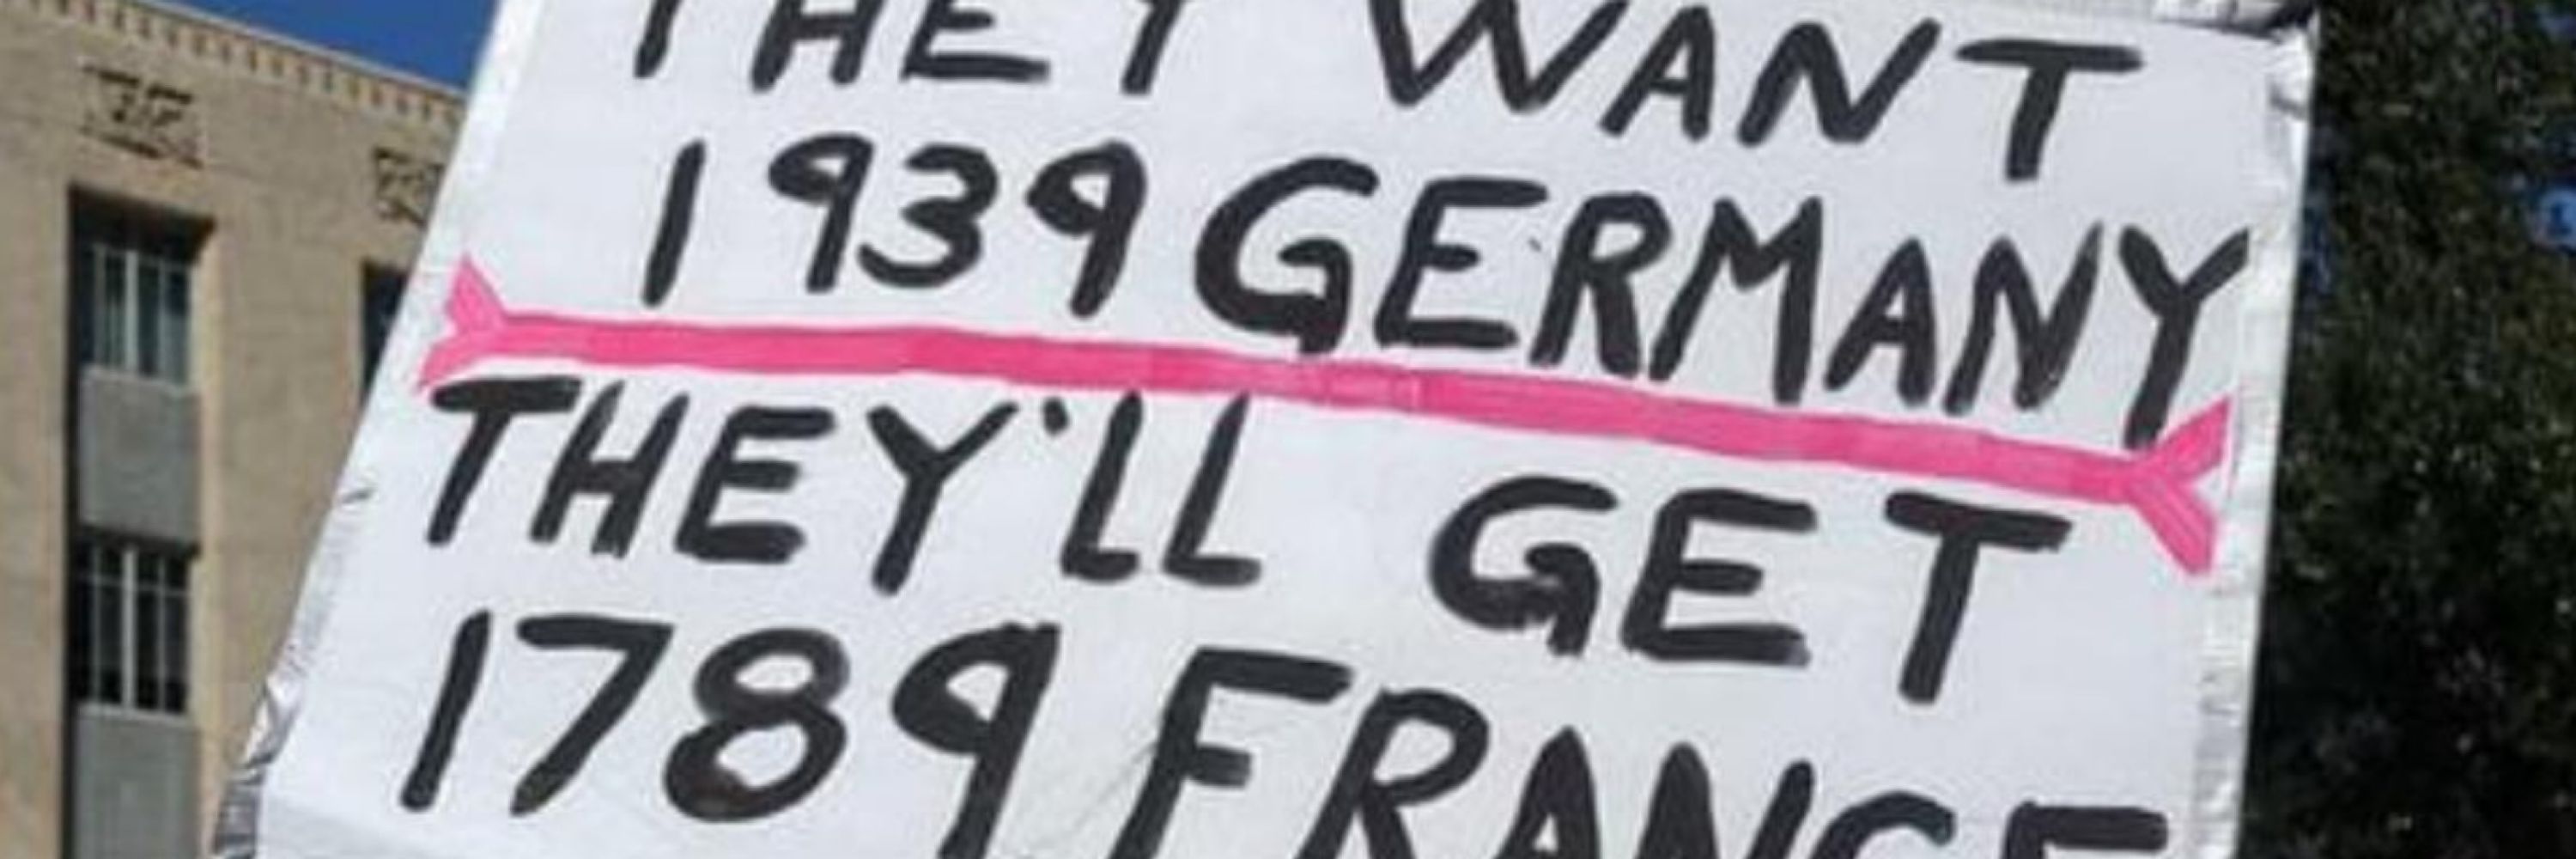 THEY WANT
1939 GERMANY
THEY'LL GET
1789 FRANCE